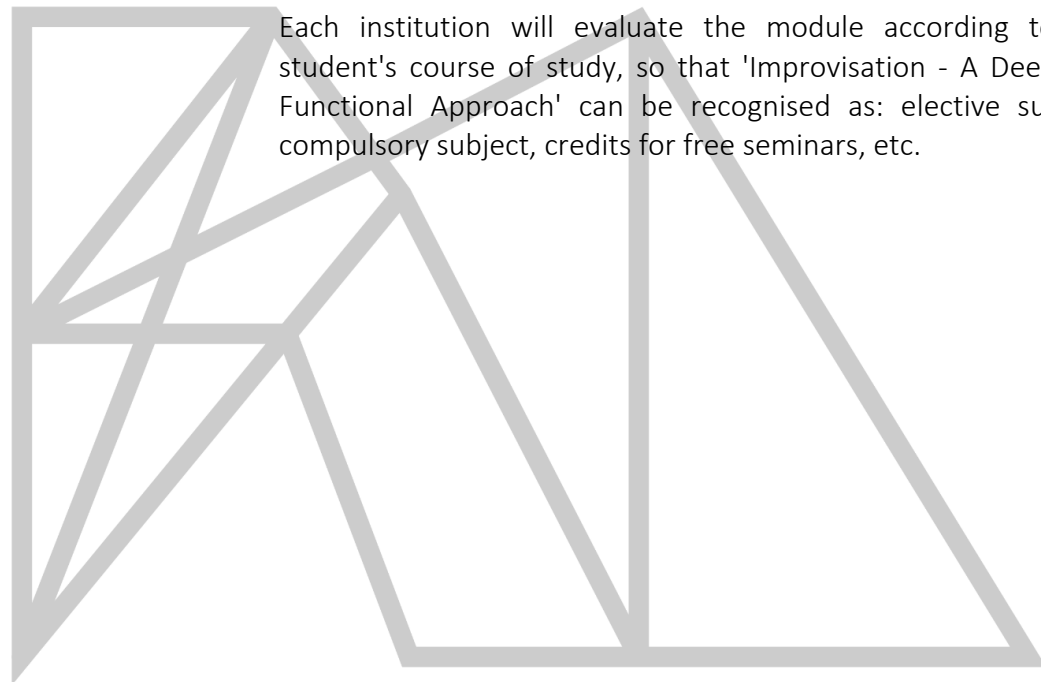 Each institution will evaluate the module according
student's course of study, so that 'Improvisation - A
Functional Approach' can be recognised as: elective
compulsory subject, credits for free seminars, etc.